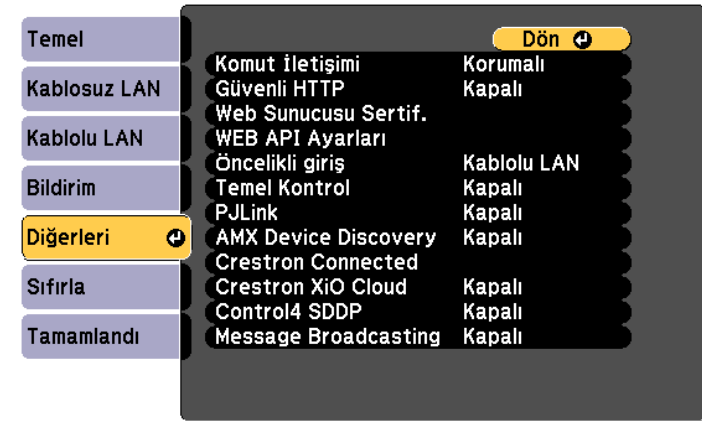 Temel
Kablosuz LAN
Kablolu LAN
Bildirim
Diğerleri
Sıfırla
Tamamlandı
Dön
Komut İletişimi Korumalı
Güvenli HTTP Kapalı
Web Sunucusu Sertif.
WEB API Ayarları
Öncelikli giriş Kablolu LAN
Temel Kontrol Kapalı
PJLink Kapalı
AMX Device Discovery Kapalı
Crestron Connected
Crestron XiO Cloud Kapalı
Control4 SDDP Kapalı
Message Broadcasting Kapalı